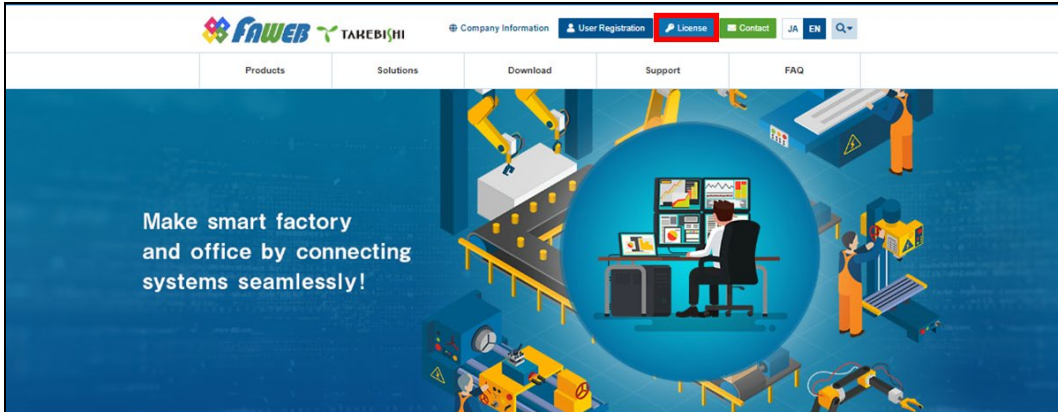 FAWEB TAKEBISHI Company Information User Registration License Contact JA EN
Products Solutions Download Support FAQ
Make smart factory
and office by connecting
systems seamlessly!